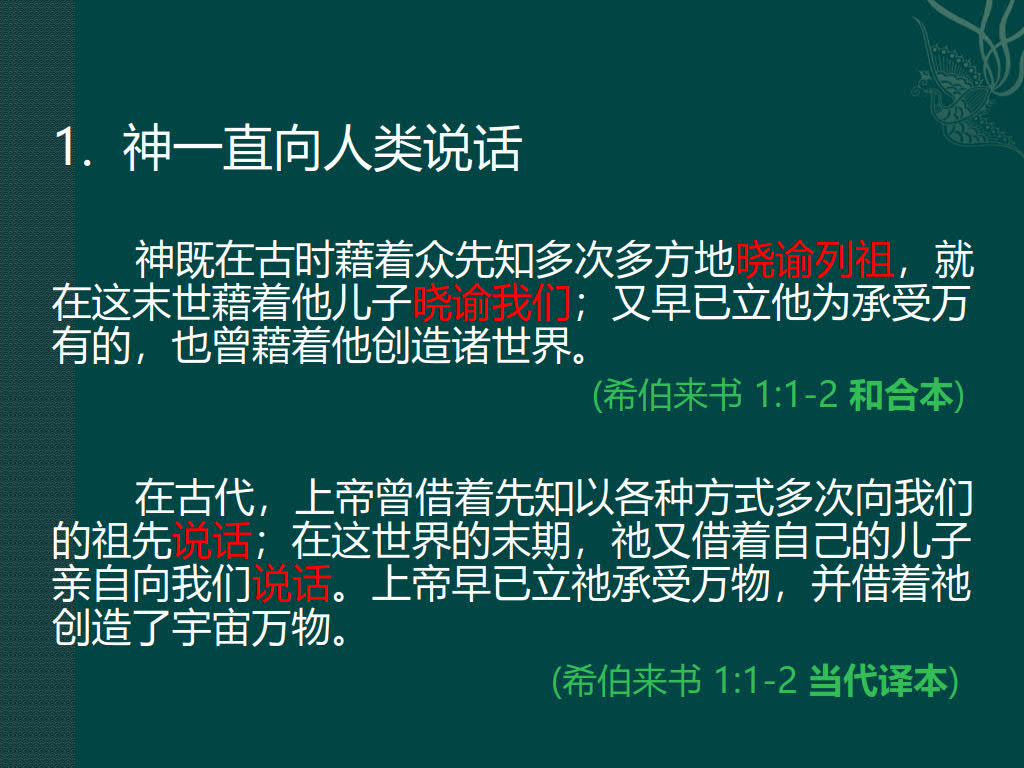 1. 神一直向人类说话
神既在古时藉着众先知多次多方地晓谕列祖，就
在这末世藉着他儿子晓谕我们；又早已立他为承受万
有的，也曾藉着他创造诸世界。
(希伯来书 1:1-2 和合本)
在古代，上帝曾借着先知以各种方式多次向我们
的祖先说话；在这世界的末期，祂又借着自己的儿子
亲自向我们说话。上帝早已立祂承受万物，并借着祂
创造了宇宙万物。
(希伯来书 1:1-2 当代译本)